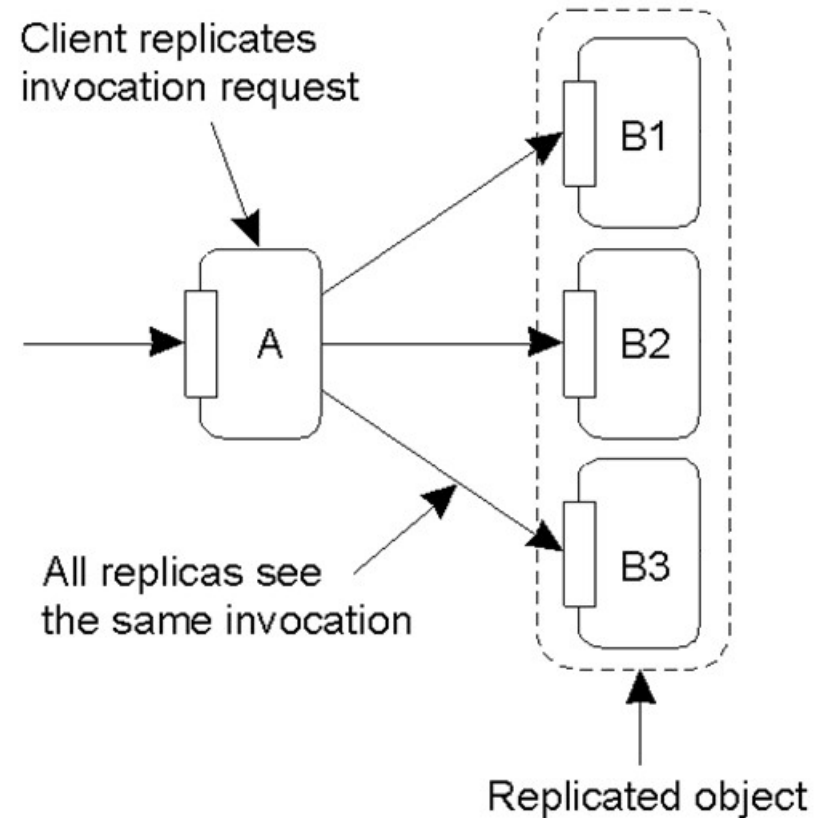 Client replicates
invocation request
B1
A
B2
B3
All replicas see
the same invocation
Replicated object